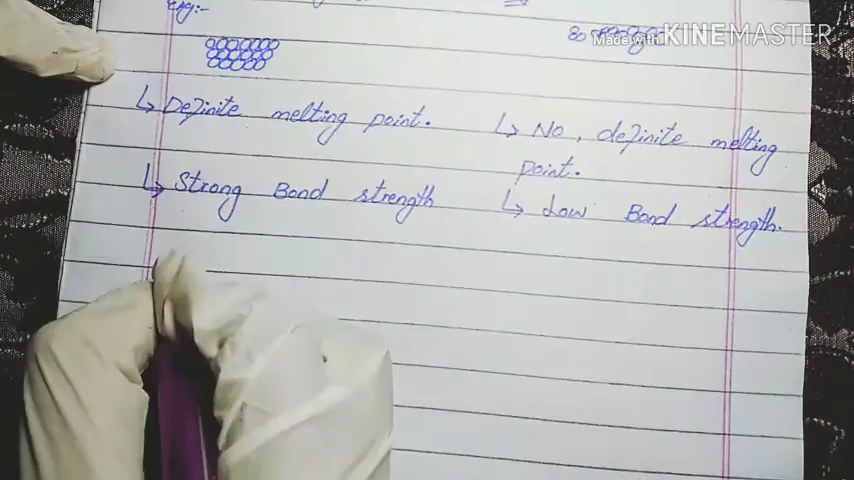 Eg:-
Made with KINEMASTER
↳ Definite melting point.
↳ No, definite melting
point.
↳ Strong Bond strength
↳ Low Bond strength.